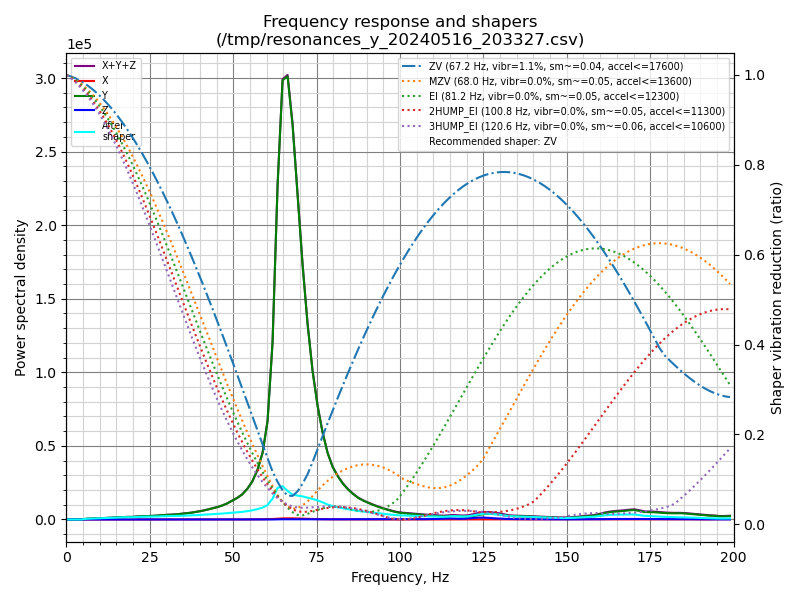 Frequency response and shapers
(/tmp/resonances_y_20240516_203327.csv)
1e5
X+Y+Z
X
Y
Z
After
shaper
ZV (67.2 Hz, vibr=1.1%, sm~=0.04, accel<=17600)
MZV (68.0 Hz, vibr=0.0%, sm~=0.05, accel<=13600)
EI (81.2 Hz, vibr=0.0%, sm~=0.05, accel<=12300)
2HUMP_EI (100.8 Hz, vibr=0.0%, sm~=0.05, accel<=11300)
3HUMP_EI (120.6 Hz, vibr=0.0%, sm~=0.06, accel<=10600)
Recommended shaper: ZV
Power spectral density
3.0
2.5
2.0
1.5
1.0
0.5
0.0
1.0
0.8
0.6
0.4
0.2
0.0
Shaper vibration reduction (ratio)
0 25 50 75 100 125 150 175 200
Frequency, Hz